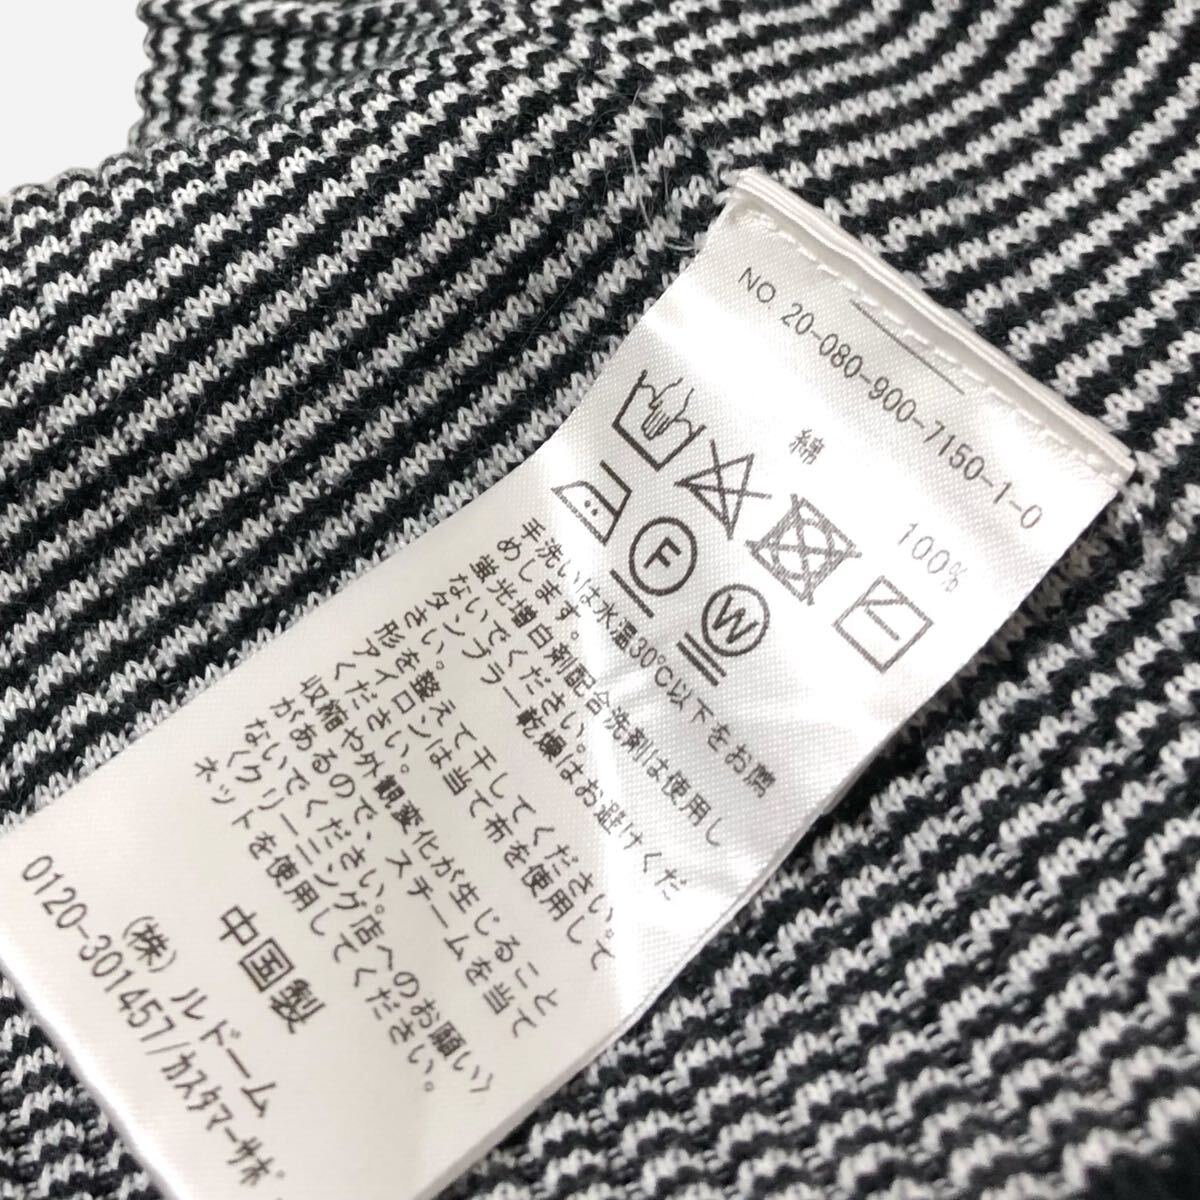 NO 20-080-900-7150-1-0
綿 100%
F W
手洗いは水温30℃以下をお薦
めします。
蛍光増白剤配合洗剤は使用し
ないでください。
タンブラー乾燥はお避けくだ
さい。
形を整えて干してください。
アイロンは当て布を使用して
ください。
収縮や外観変化が生じること
があるので、スチームを当て
ないでください。
〈クリーニング店へのお願い〉
ネットを使用してください。
中国製
(株)ルドーム
0120-301457/カスタマーサポ